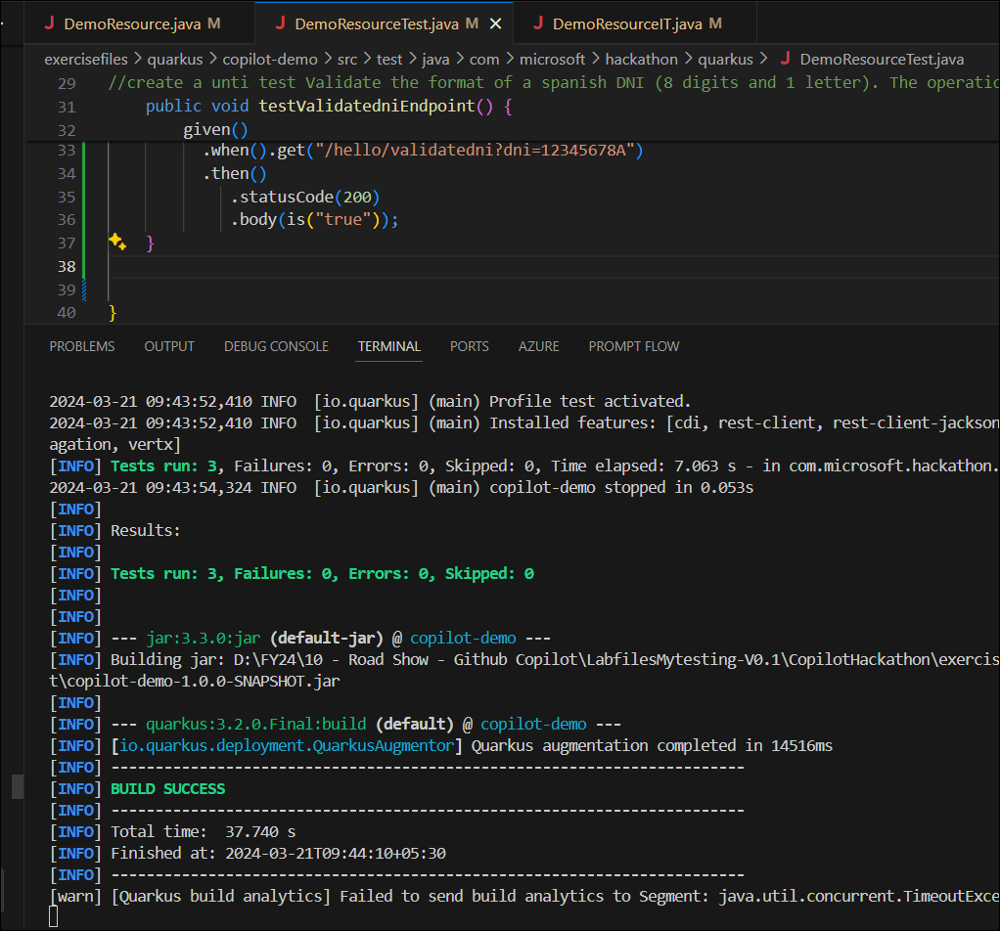 J DemoResource.java M J DemoResourceTest.java M × J DemoResourceIT.java M
exercisefiles > quarkus > copilot-demo > src > test > java > com > microsoft > hackathon > quarkus > J DemoResourceTest.java
29 //create a unti test Validate the format of a spanish DNI (8 digits and 1 letter). The operatio
31 public void testValidatedniEndpoint() {
32 given()
33 .when().get("/hello/validatedni?dni=12345678A")
34 .then()
35 .statusCode(200)
36 .body(is("true"));
37 }
38
39
40 }
PROBLEMS OUTPUT DEBUG CONSOLE TERMINAL PORTS AZURE PROMPT FLOW
2024-03-21 09:43:52,410 INFO  [io.quarkus] (main) Profile test activated.
2024-03-21 09:43:52,410 INFO  [io.quarkus] (main) Installed features: [cdi, rest-client, rest-client-jackson
agation, vertx]
[INFO] Tests run: 3, Failures: 0, Errors: 0, Skipped: 0, Time elapsed: 7.063 s - in com.microsoft.hackathon.
2024-03-21 09:43:54,324 INFO  [io.quarkus] (main) copilot-demo stopped in 0.053s
[INFO]
[INFO] Results:
[INFO]
[INFO] Tests run: 3, Failures: 0, Errors: 0, Skipped: 0
[INFO]
[INFO]
[INFO] --- jar:3.3.0:jar (default-jar) @ copilot-demo ---
[INFO] Building jar: D:\FY24\10 - Road Show - Github Copilot\LabfilesMytesting-V0.1\CopilotHackathon\exercis
t\copilot-demo-1.0.0-SNAPSHOT.jar
[INFO]
[INFO] --- quarkus:3.2.0.Final:build (default) @ copilot-demo ---
[INFO] [io.quarkus.deployment.QuarkusAugmentor] Quarkus augmentation completed in 14516ms
[INFO] ------------------------------------------------------------------------
[INFO] BUILD SUCCESS
[INFO] ------------------------------------------------------------------------
[INFO] Total time:  37.740 s
[INFO] Finished at: 2024-03-21T09:44:10+05:30
[INFO] ------------------------------------------------------------------------
[warn] [Quarkus build analytics] Failed to send build analytics to Segment: java.util.concurrent.TimeoutExce